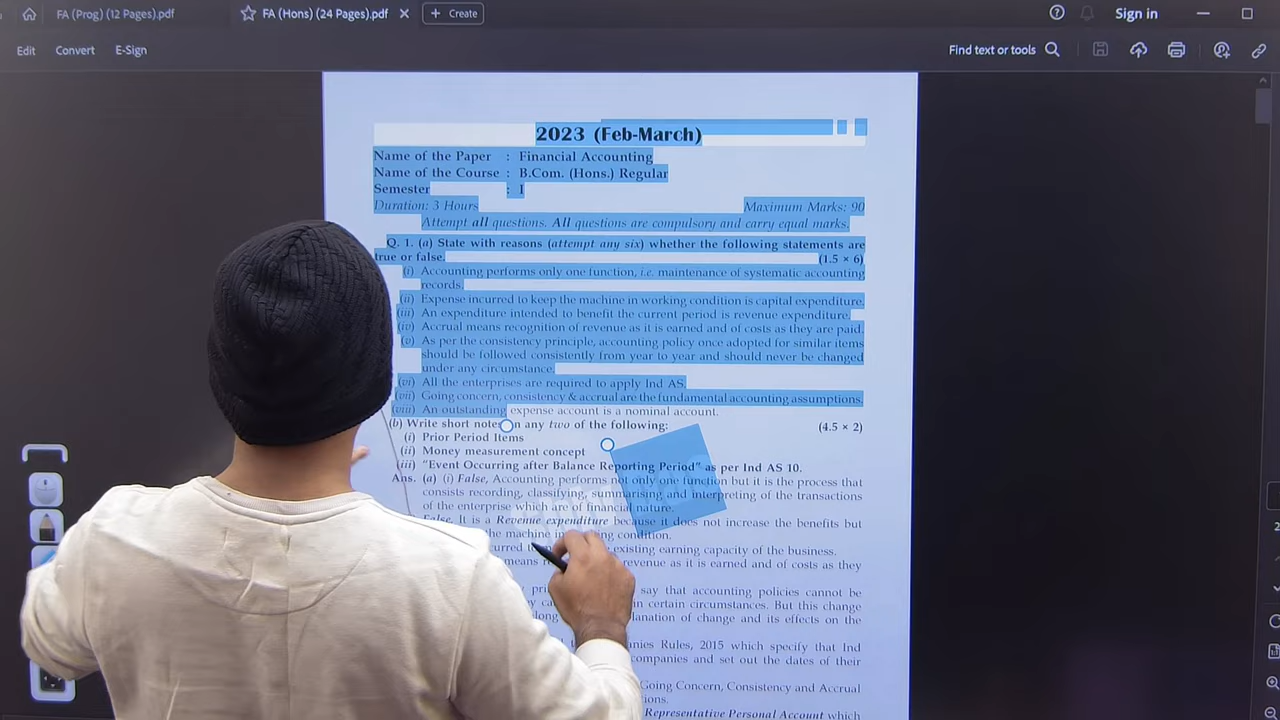 FA (Prog) (12 Pages).pdf
FA (Hons) (24 Pages).pdf
+ Create
Sign in
Edit Convert E-Sign
Find text or tools
2023 (Feb-March)
Name of the Paper : Financial Accounting
Name of the Course : B.Com. (Hons.) Regular
Semester : I
Duration: 3 Hours Maximum Marks: 90
Attempt all questions. All questions are compulsory and carry equal marks.
Q. 1. (a) State with reasons (attempt any six) whether the following statements are
true or false. (1.5 × 6)
(i) Accounting performs only one function, i.e. maintenance of systematic accounting
records.
(ii) Expense incurred to keep the machine in working condition is capital expenditure.
(iii) An expenditure intended to benefit the current period is revenue expenditure.
(iv) Accrual means recognition of revenue as it is earned and of costs as they are paid.
(v) As per the consistency principle, accounting policy once adopted for similar items
should be followed consistently from year to year and should never be changed
under any circumstance.
(vi) All the enterprises are required to apply Ind AS.
(vii) Going concern, consistency & accrual are the fundamental accounting assumptions.
(viii) An outstanding expense account is a nominal account.
(b) Write short notes on any two of the following: (4.5 × 2)
(i) Prior Period Items
(ii) Money measurement concept
(iii) "Event Occurring after Balance Reporting Period" as per Ind AS 10.
Ans. (a) (i) False, Accounting performs not only one function but it is the process that
consists recording, classifying, summarising and interpreting of the transactions
of the enterprise which are of financial nature.
False. It is a Revenue expenditure because it does not increase the benefits but
the machine in working condition.
existing earning capacity of the business.
means revenue as it is earned and of costs as they
say that accounting policies cannot be
in certain circumstances. But this change
of change and its effects on the
Rules, 2015 which specify that Ind
companies and set out the dates of their
Going Concern, Consistency and Accrual
Representative Personal Account which